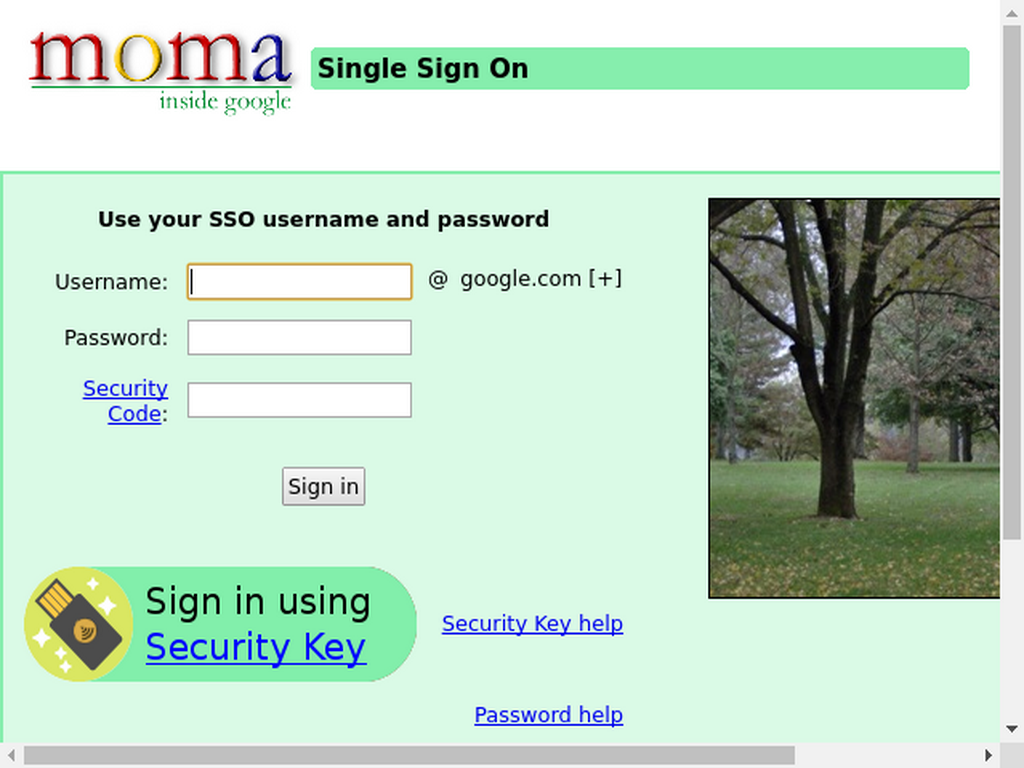 moma
inside google
Single Sign On
Use your SSO username and password
Username:
@ google.com [+]
Password:
Security
Code:
Sign in
Sign in using
Security Key
Security Key help
Password help